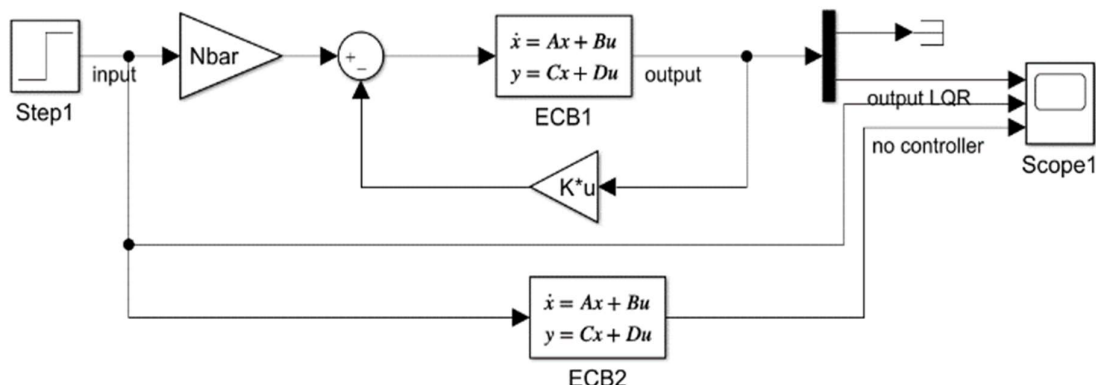 Step1
input
Nbar
+
−
ẋ = Ax + Bu
y = Cx + Du
ECB1
output
K*u
output LQR
no controller
Scope1
ẋ = Ax + Bu
y = Cx + Du
ECB2